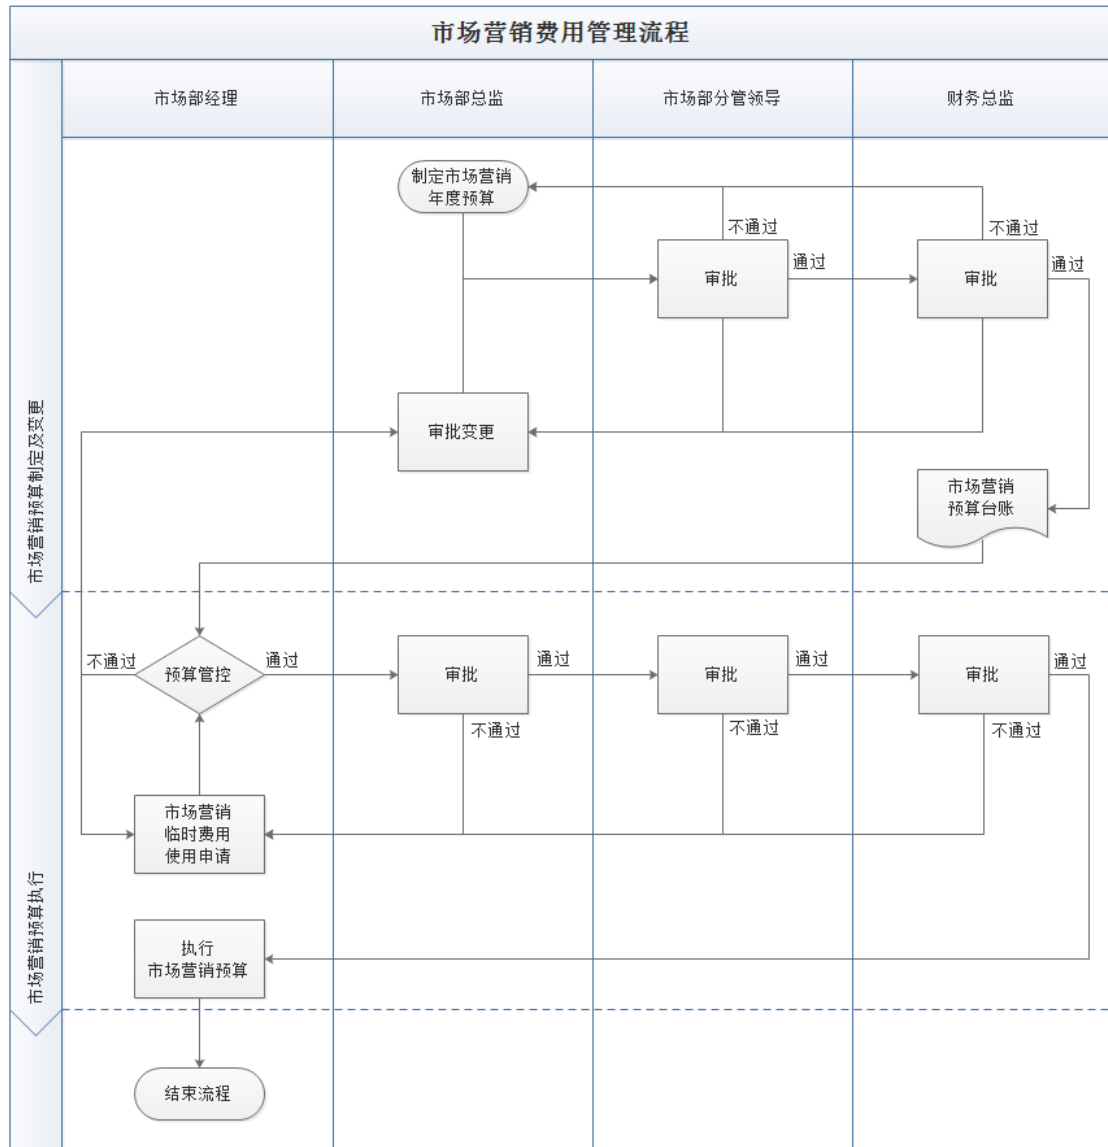 市场营销费用管理流程
市场部经理
市场部总监
市场部分管领导
财务总监
市场营销预算制定及变更
制定市场营销
年度预算
不通过
不通过
审批
通过
审批
通过
审批变更
市场营销
预算台账
市场营销预算执行
不通过
预算管控
通过
审批
通过
审批
通过
审批
通过
不通过
不通过
不通过
市场营销
临时费用
使用申请
执行
市场营销预算
结束流程